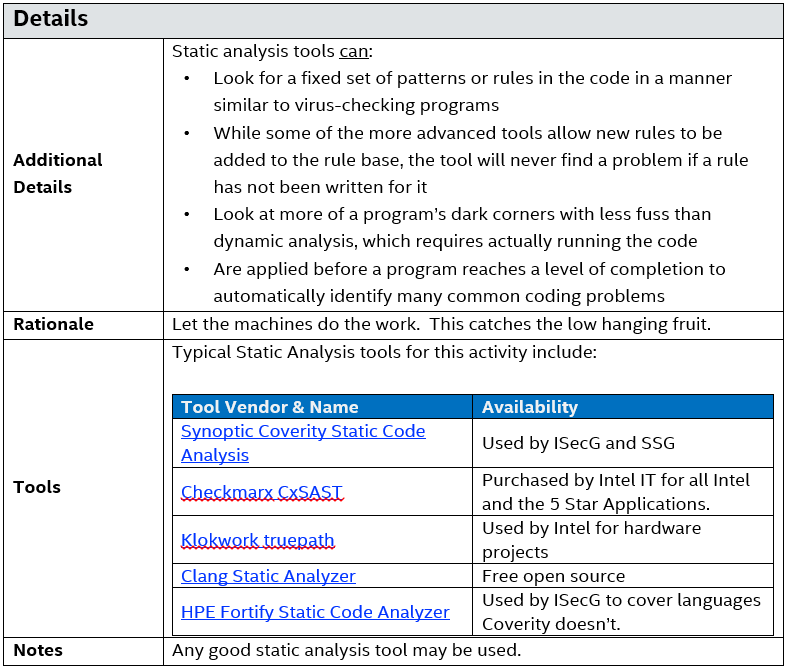 Details
Additional
Details
Static analysis tools can:
• Look for a fixed set of patterns or rules in the code in a manner
similar to virus-checking programs
• While some of the more advanced tools allow new rules to be
added to the rule base, the tool will never find a problem if a rule
has not been written for it
• Look at more of a program's dark corners with less fuss than
dynamic analysis, which requires actually running the code
• Are applied before a program reaches a level of completion to
automatically identify many common coding problems
Rationale
Let the machines do the work.  This catches the low hanging fruit.
Tools
Typical Static Analysis tools for this activity include:
Tool Vendor & Name
Availability
Synoptic Coverity Static Code
Analysis
Used by ISecG and SSG
Checkmarx CxSAST
Purchased by Intel IT for all Intel
and the 5 Star Applications.
Klokwork truepath
Used by Intel for hardware
projects
Clang Static Analyzer
Free open source
HPE Fortify Static Code Analyzer
Used by ISecG to cover languages
Coverity doesn't.
Notes
Any good static analysis tool may be used.